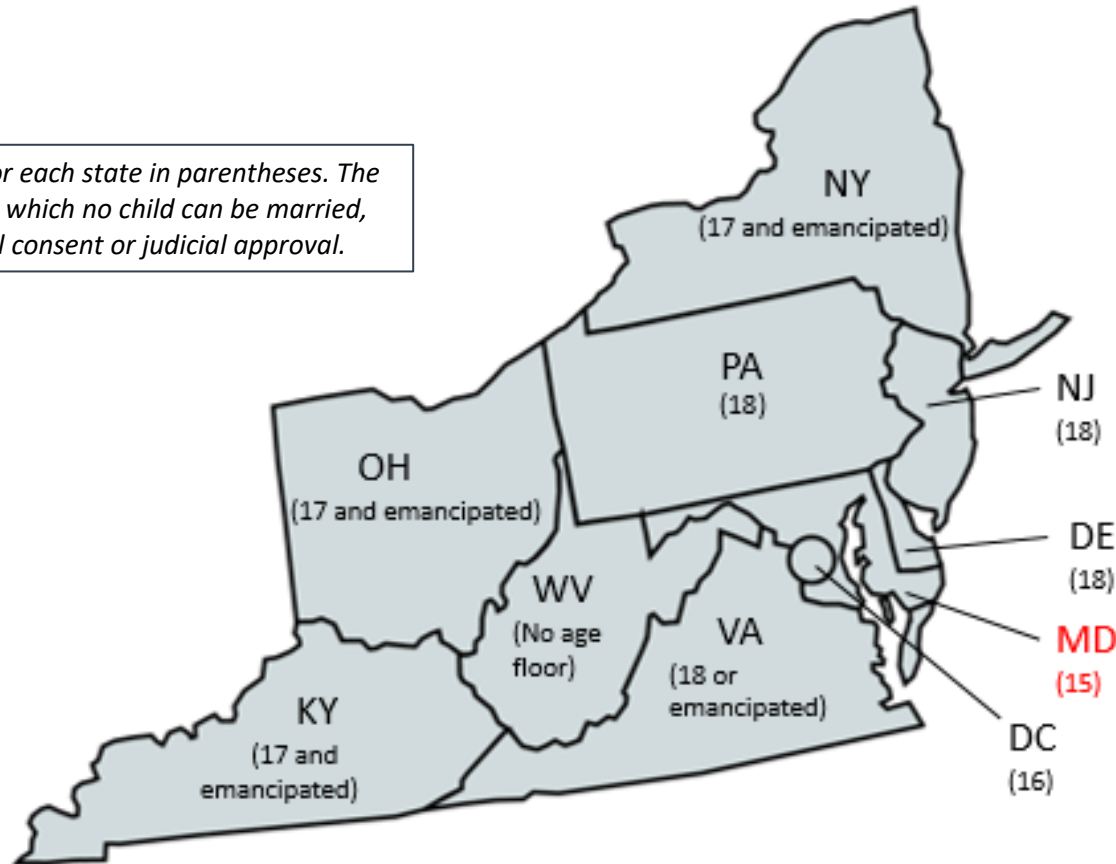 or each state in parentheses. The
which no child can be married,
l consent or judicial approval.
NY
(17 and emancipated)
PA
(18)
NJ
(18)
OH
(17 and emancipated)
DE
(18)
WV
(No age
floor)
VA
(18 or
emancipated)
MD
(15)
KY
(17 and
emancipated)
DC
(16)